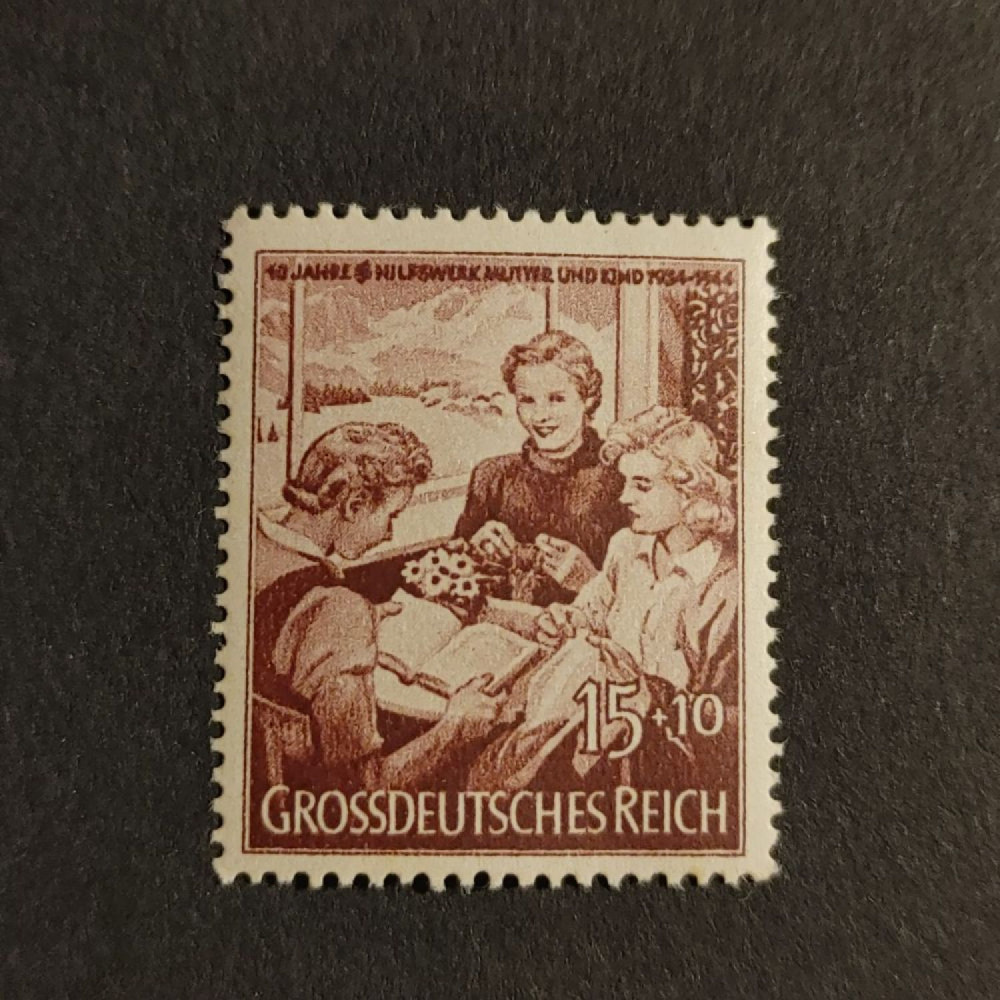 10 JAHRE HILFSWERK MUTTER UND KIND 1934-1944
15 + 10
GROSSDEUTSCHES REICH